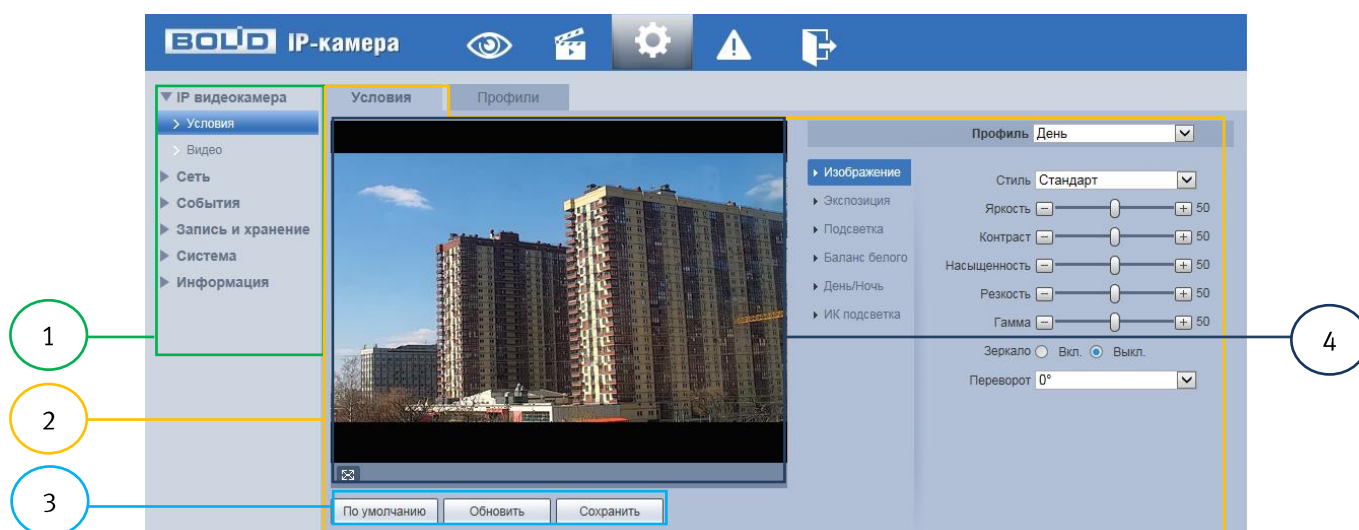 BOLID IP-камера
IP видеокамера
Условия
Видео
Сеть
События
Запись и хранение
Система
Информация
Условия
Профили
Профиль День
Изображение
Экспозиция
Подсветка
Баланс белого
День/Ночь
ИК подсветка
Стиль Стандарт
Яркость 50
Контраст 50
Насыщенность 50
Резкость 50
Гамма 50
Зеркало Вкл. Выкл.
Переворот 0°
По умолчанию
Обновить
Сохранить
1
2
3
4